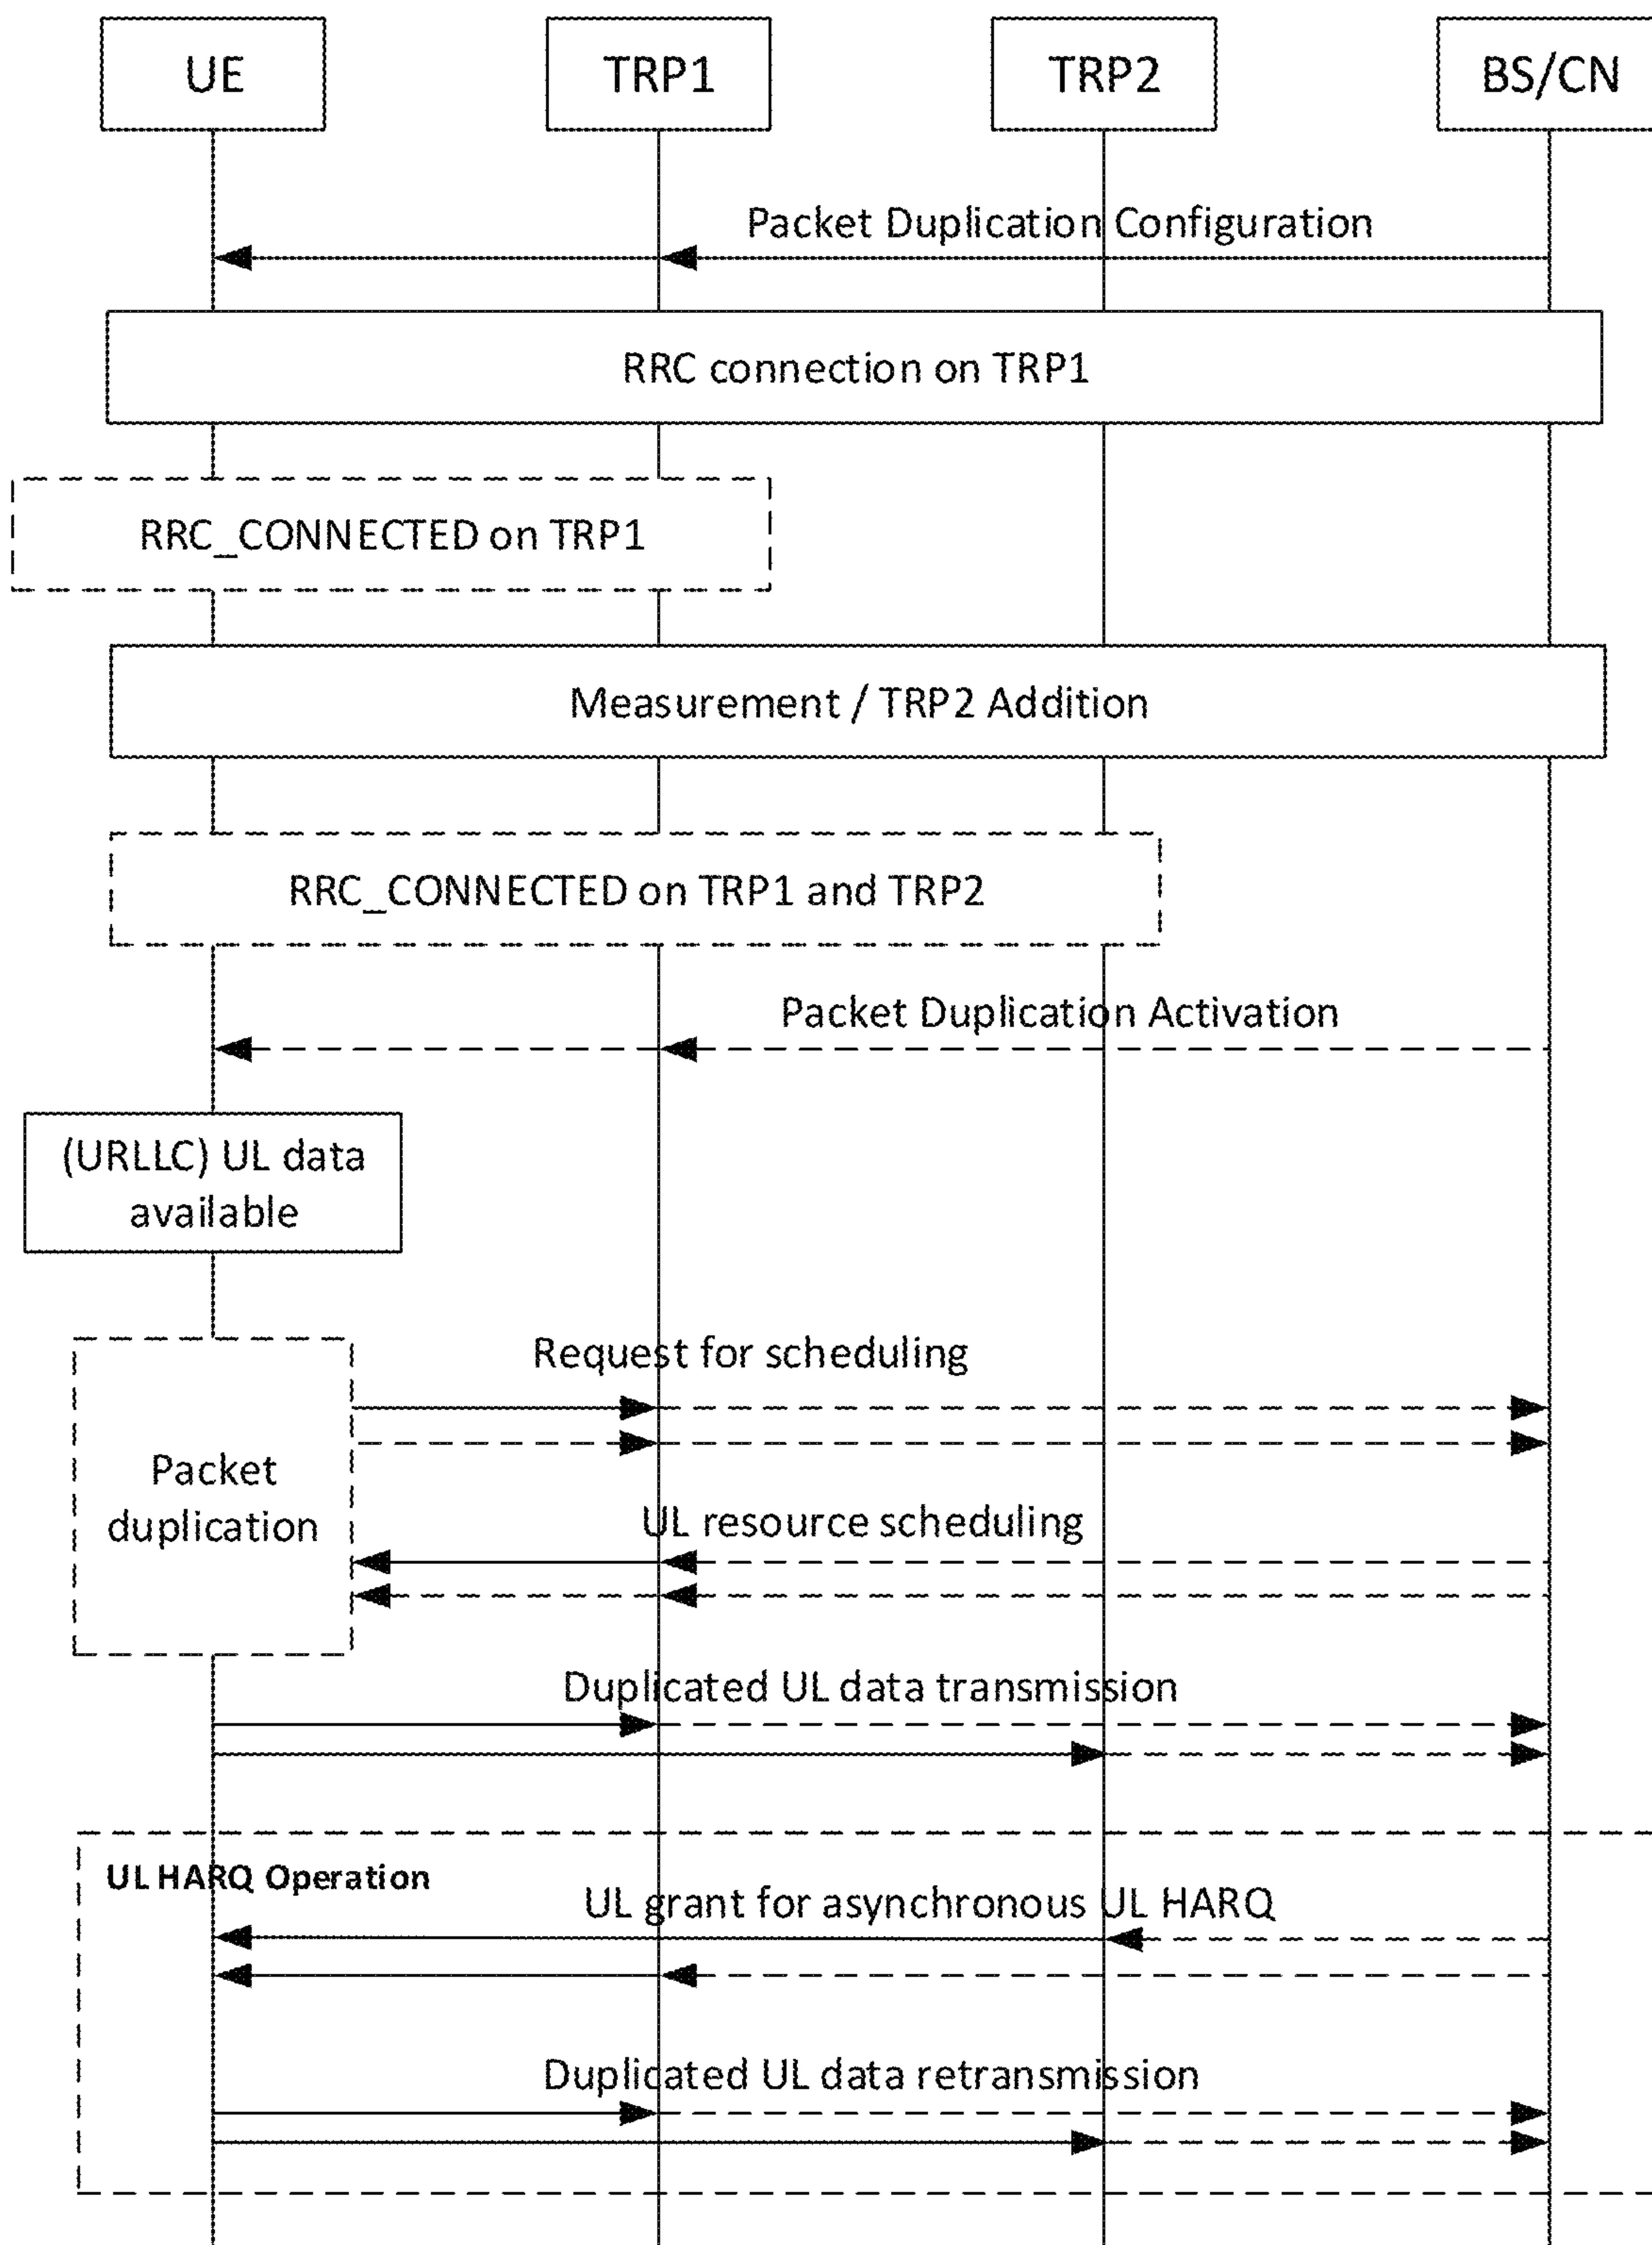 UE
TRP1
TRP2
BS/CN
Packet Duplication Configuration
RRC connection on TRP1
RRC_CONNECTED on TRP1
Measurement / TRP2 Addition
RRC_CONNECTED on TRP1 and TRP2
Packet Duplication Activation
(URLLC) UL data
available
Request for scheduling
Packet
duplication
UL resource scheduling
Duplicated UL data transmission
UL HARQ Operation
UL grant for asynchronous UL HARQ
Duplicated UL data retransmission